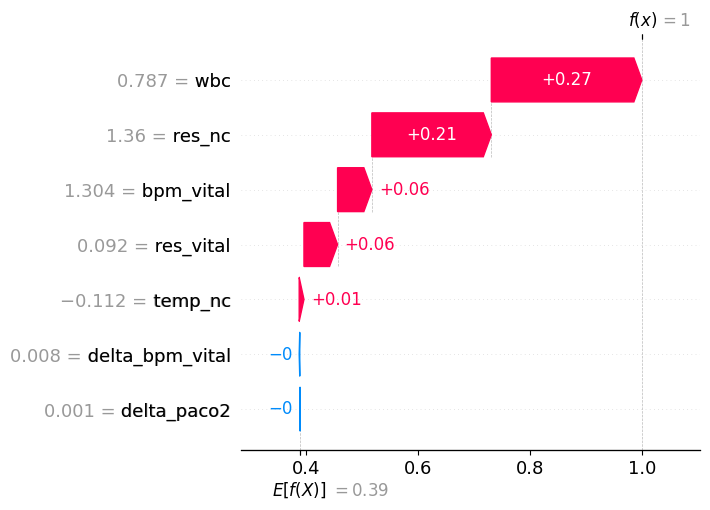 f(x) = 1
0.787 = wbc
+0.27
1.36 = res_nc
+0.21
1.304 = bpm_vital
+0.06
0.092 = res_vital
+0.06
−0.112 = temp_nc
+0.01
0.008 = delta_bpm_vital
−0
0.001 = delta_paco2
−0
0.4 0.6 0.8 1.0
E[f(X)] = 0.39